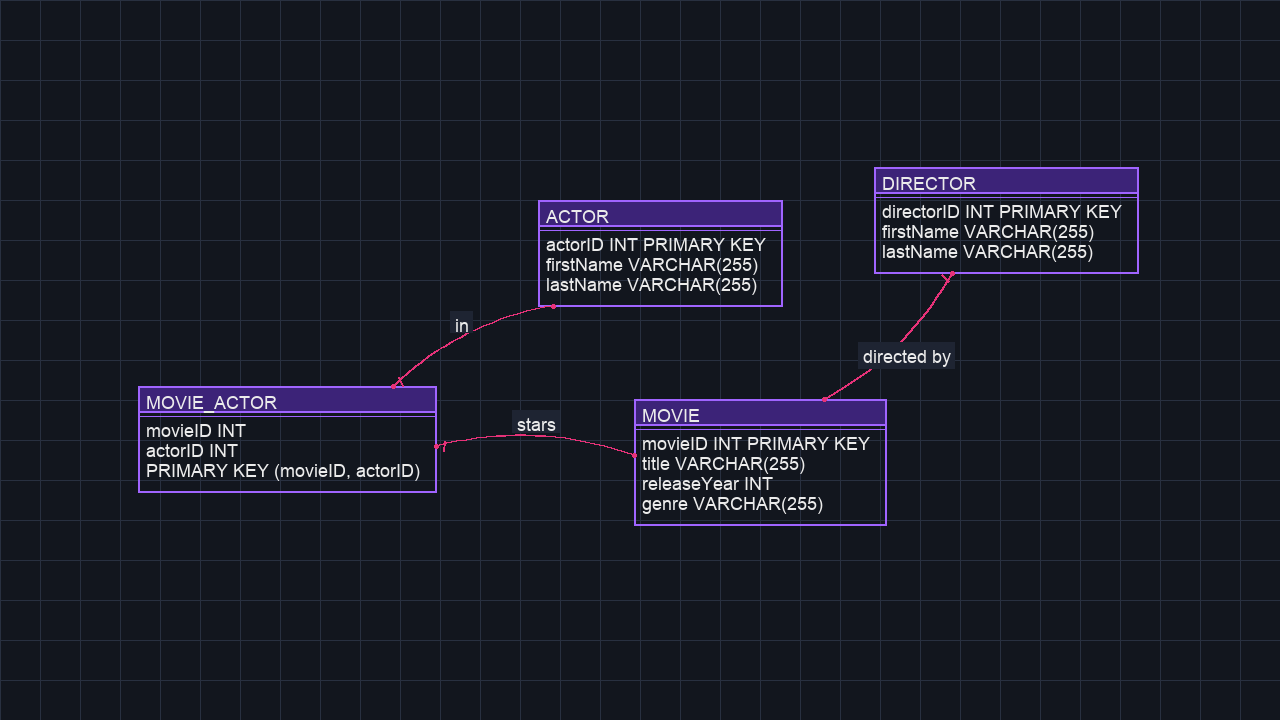 DIRECTOR
directorID INT PRIMARY KEY
firstName VARCHAR(255)
lastName VARCHAR(255)
ACTOR
actorID INT PRIMARY KEY
firstName VARCHAR(255)
lastName VARCHAR(255)
in
directed by
MOVIE_ACTOR
movieID INT
actorID INT
PRIMARY KEY (movieID, actorID)
stars
MOVIE
movieID INT PRIMARY KEY
title VARCHAR(255)
releaseYear INT
genre VARCHAR(255)